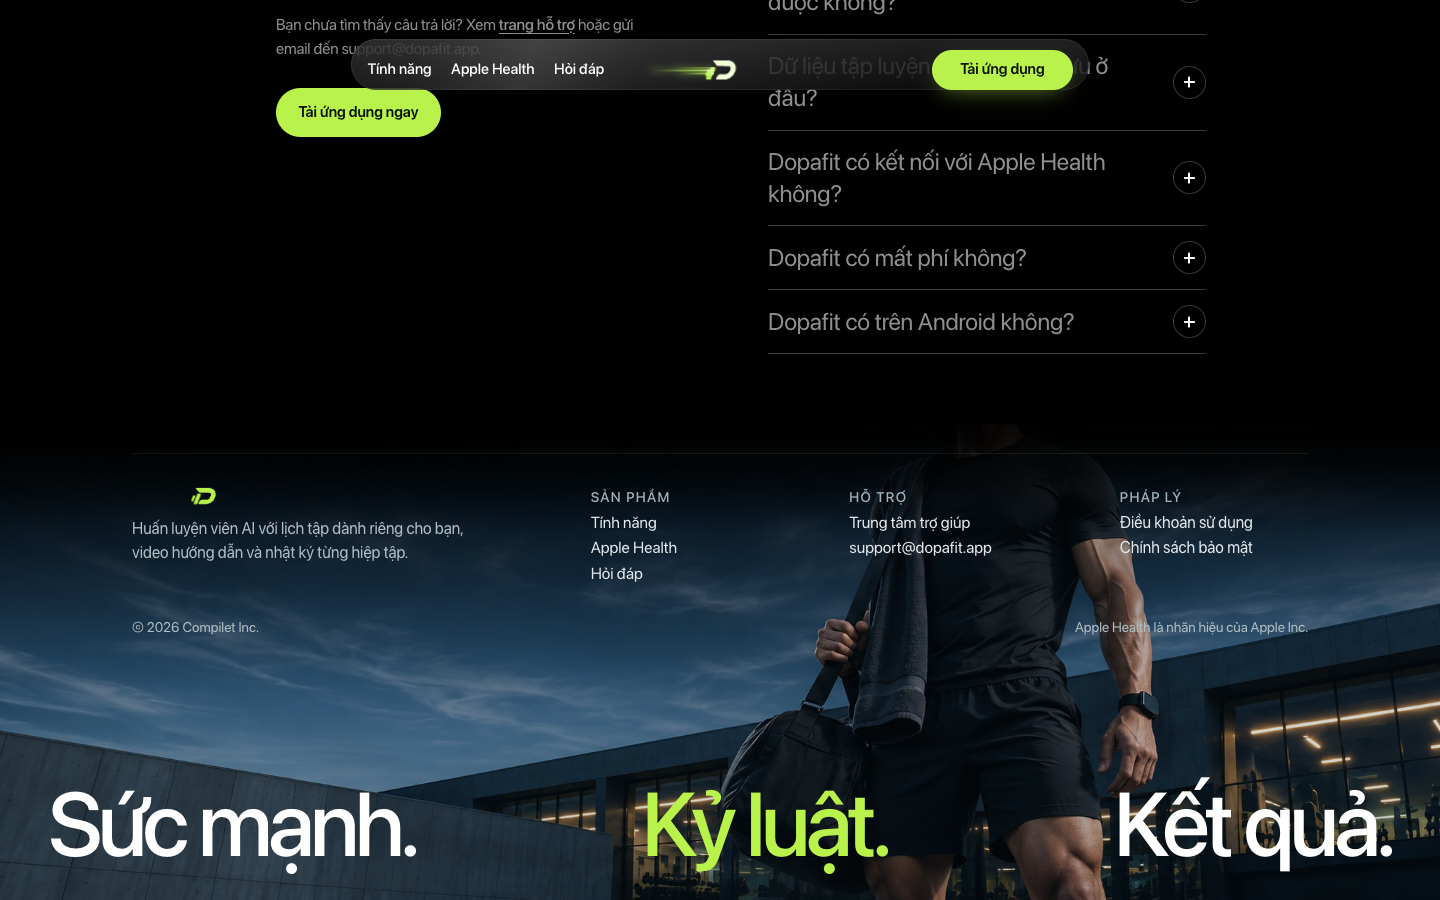 Bạn chưa tìm thấy câu trả lời? Xem trang hỗ trợ hoặc gửi
email đến support@dopafit.app.
Tải ứng dụng ngay
Tính năng
Apple Health
Hỏi đáp
Tải ứng dụng
được không?
Dữ liệu tập luyện
ở
đâu?
Dopafit có kết nối với Apple Health
không?
Dopafit có mất phí không?
Dopafit có trên Android không?
Huấn luyện viên AI với lịch tập dành riêng cho bạn,
video hướng dẫn và nhật ký từng hiệp tập.
SẢN PHẨM
Tính năng
Apple Health
Hỏi đáp
HỖ TRỢ
Trung tâm trợ giúp
support@dopafit.app
PHÁP LÝ
Điều khoản sử dụng
Chính sách bảo mật
© 2026 Compilet Inc.
Apple Health là nhãn hiệu của Apple Inc.
Sức mạnh.
Kỷ luật.
Kết quả.